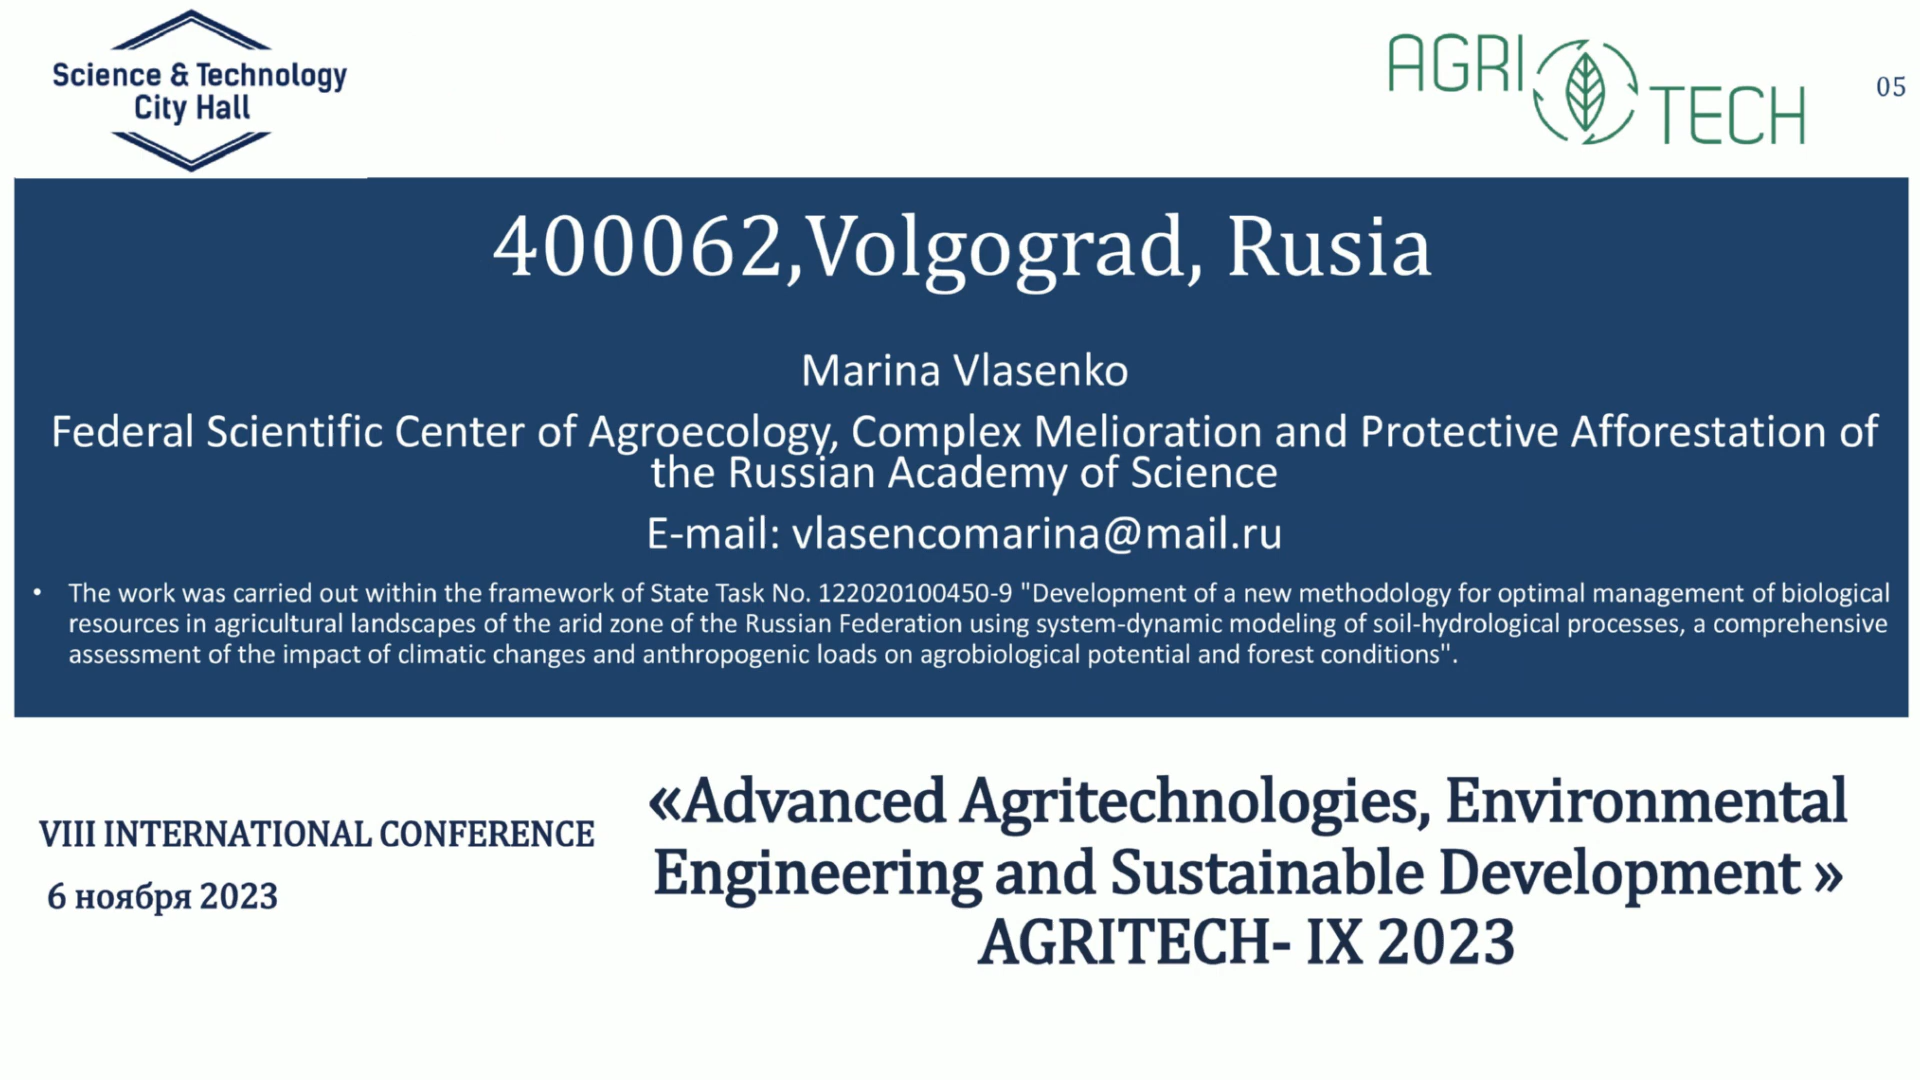 Science & Technology
City Hall
AGRI
TECH
05
400062,Volgograd, Rusia
Marina Vlasenko
Federal Scientific Center of Agroecology, Complex Melioration and Protective Afforestation of
the Russian Academy of Science
E-mail: vlasencomarina@mail.ru
• The work was carried out within the framework of State Task No. 122020100450-9 "Development of a new methodology for optimal management of biological
resources in agricultural landscapes of the arid zone of the Russian Federation using system-dynamic modeling of soil-hydrological processes, a comprehensive
assessment of the impact of climatic changes and anthropogenic loads on agrobiological potential and forest conditions".
VIII INTERNATIONAL CONFERENCE
6 ноября 2023
«Advanced Agritechnologies, Environmental
Engineering and Sustainable Development »
AGRITECH- IX 2023